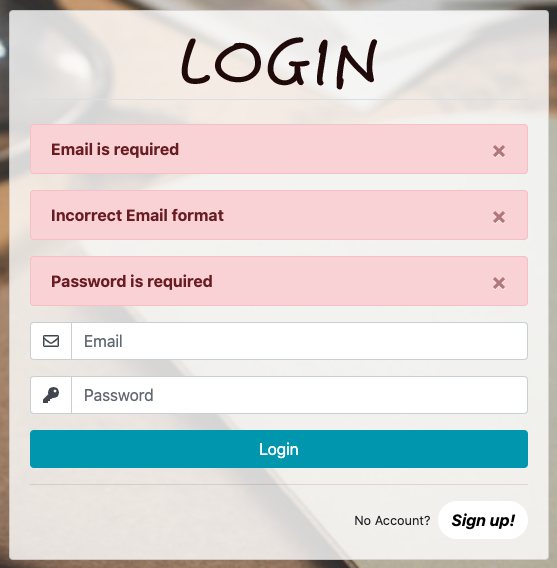 LOGIN
Email is required ×
Incorrect Email format ×
Password is required ×
Email
Password
Login
No Account? Sign up!